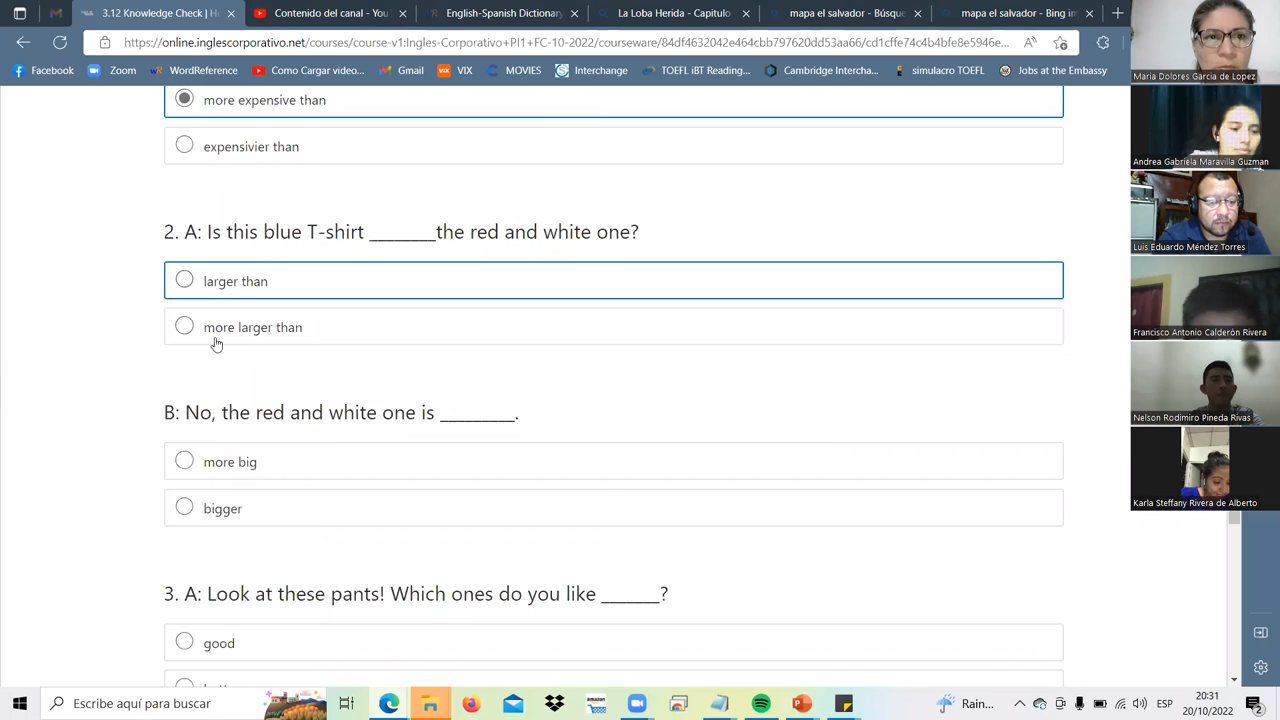 3.12 Knowledge Check | H
Contenido del canal - You
English-Spanish Dictionary
La Loba Herida - Capitulo
mapa el salvador - Búsque
mapa el salvador - Bing im
https://online.inglescorporativo.net/courses/course-v1:Ingles-Corporativo+PI1+FC-10-2022/courseware/84df4632042e464cbb797620dd53aa66/cd1cffe74c4b4bfe8e5946e...
Facebook
Zoom
WordReference
Como Cargar video...
Gmail
VIX
MOVIES
Interchange
TOEFL iBT Reading...
Cambridge Intercha...
simulacro TOEFL
Jobs at the Embassy
Maria Dolores Garcia de Lopez
more expensive than
expensivier than
Andrea Gabriela Maravilla Guzman
2. A: Is this blue T-shirt ________the red and white one?
Luis Eduardo Méndez Torres
larger than
more larger than
Francisco Antonio Calderón Rivera
B: No, the red and white one is ________.
Nelson Rodimiro Pineda Rivas
more big
bigger
Karla Steffany Rivera de Alberto
3. A: Look at these pants! Which ones do you like ______?
good
Escribe aquí para buscar
Raine...
ESP
20:31
20/10/2022
2